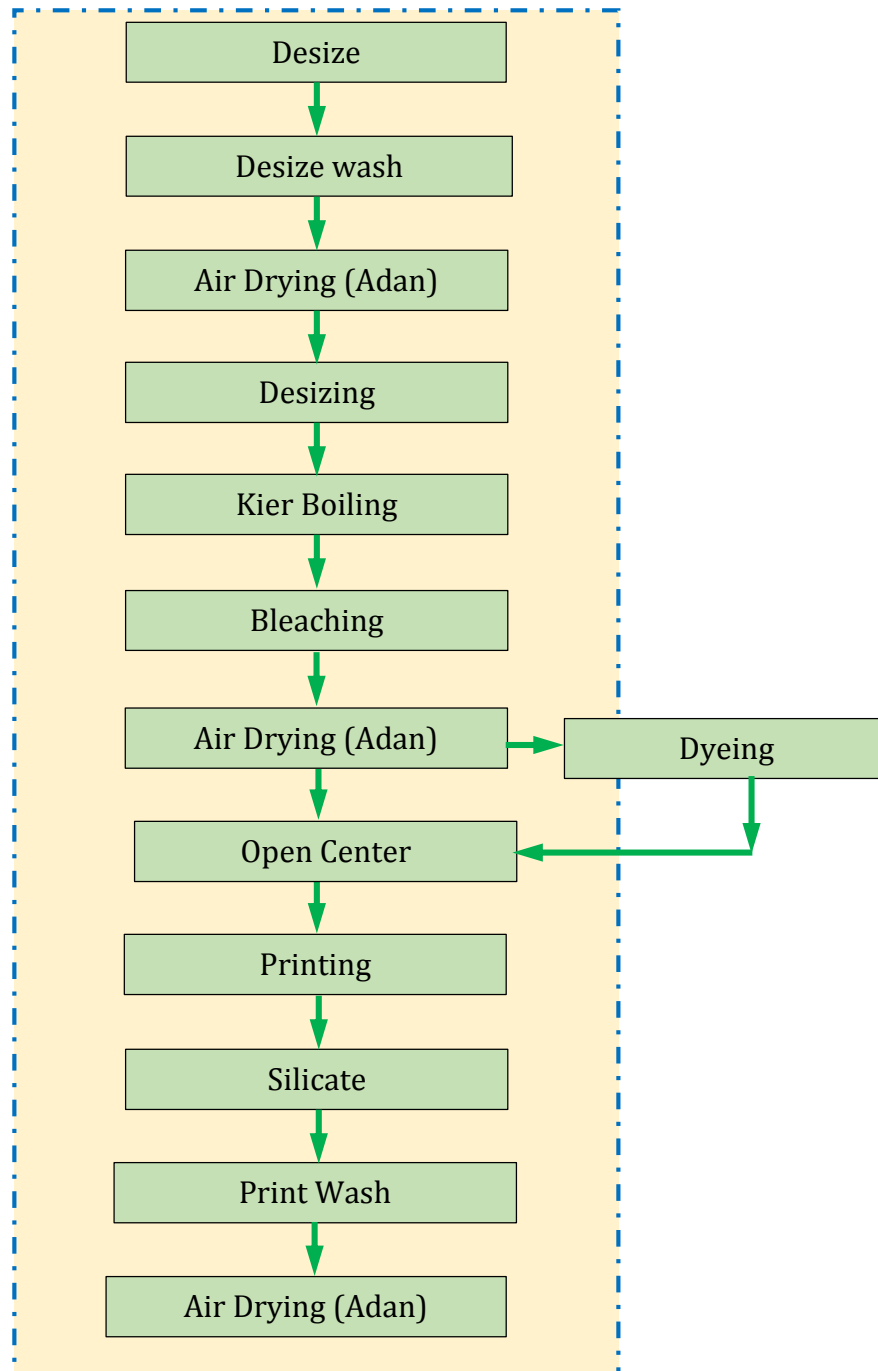 Desize
Desize wash
Air Drying (Adan)
Desizing
Kier Boiling
Bleaching
Air Drying (Adan)
Dyeing
Open Center
Printing
Silicate
Print Wash
Air Drying (Adan)